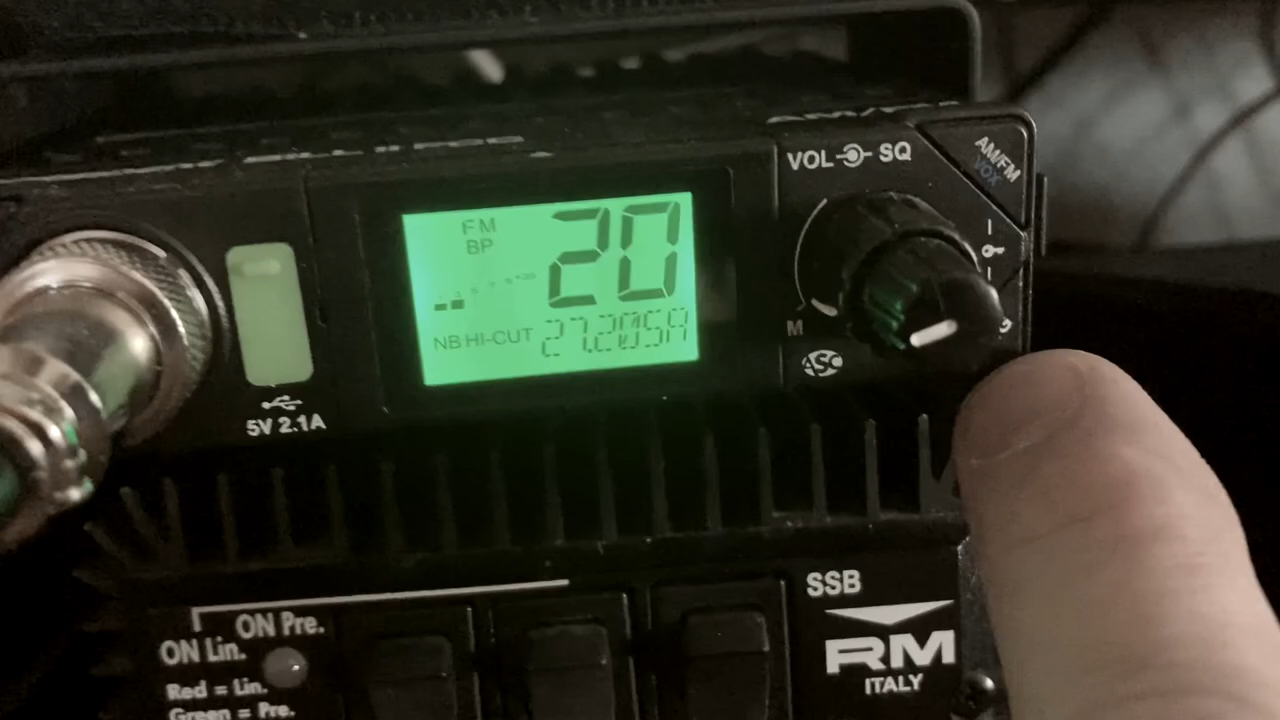 VOL SQ
AM/FM
VOX
FM
BP
20
NB HI-CUT 27.205A
M
ASC
5V 2.1A
SSB
RM
ITALY
ON Pre.
ON Lin.
Red = Lin.
Green = Pre.